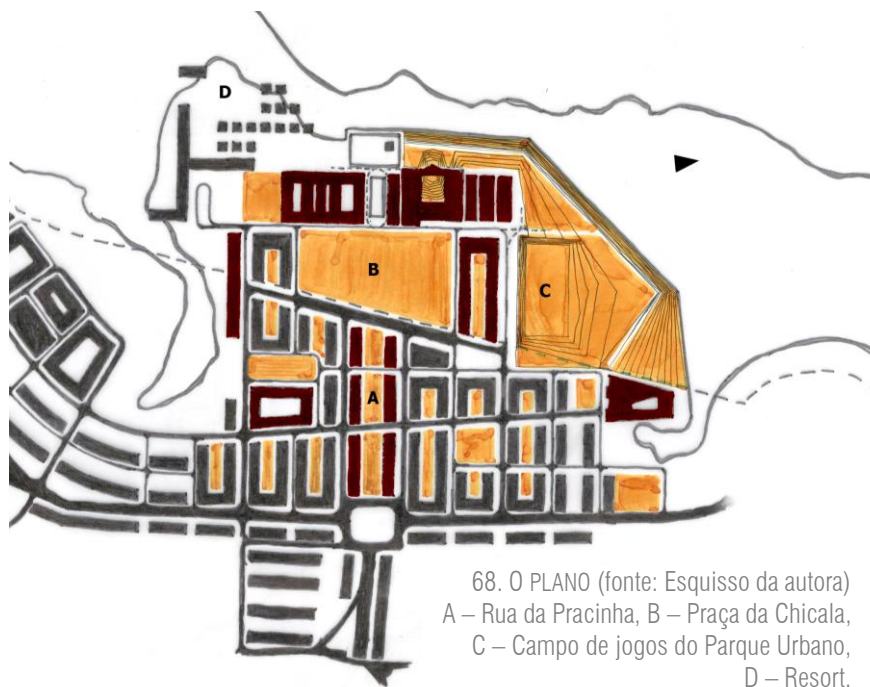 D
B
C
A
68. O PLANO (fonte: Esquisso da autora)
A – Rua da Pracinha, B – Praça da Chicala,
C – Campo de jogos do Parque Urbano,
D – Resort.